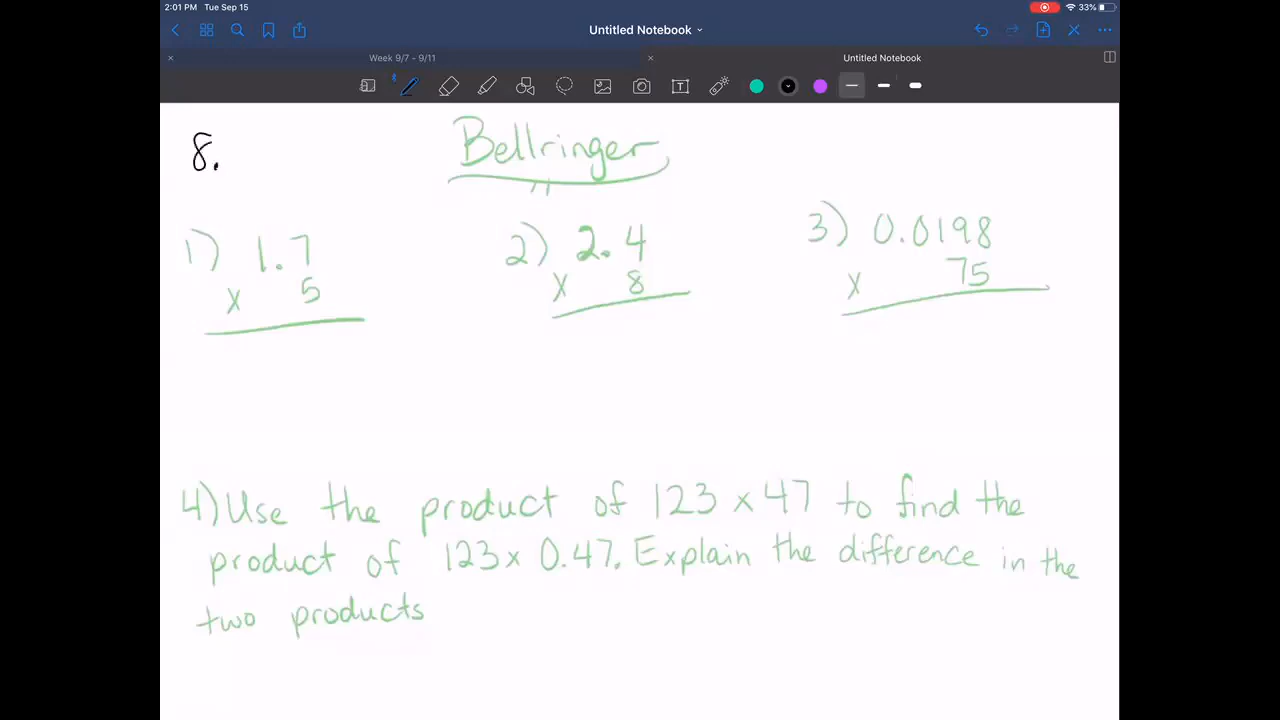 2:01 PM Tue Sep 15
33%
Untitled Notebook
Week 9/7 - 9/11
Untitled Notebook
8.
Bellringer
1) 1.7
x 5
2) 2.4
x 8
3) 0.0198
x 75
4) Use the product of 123 x 47 to find the
product of 123 x 0.47. Explain the difference in the
two products